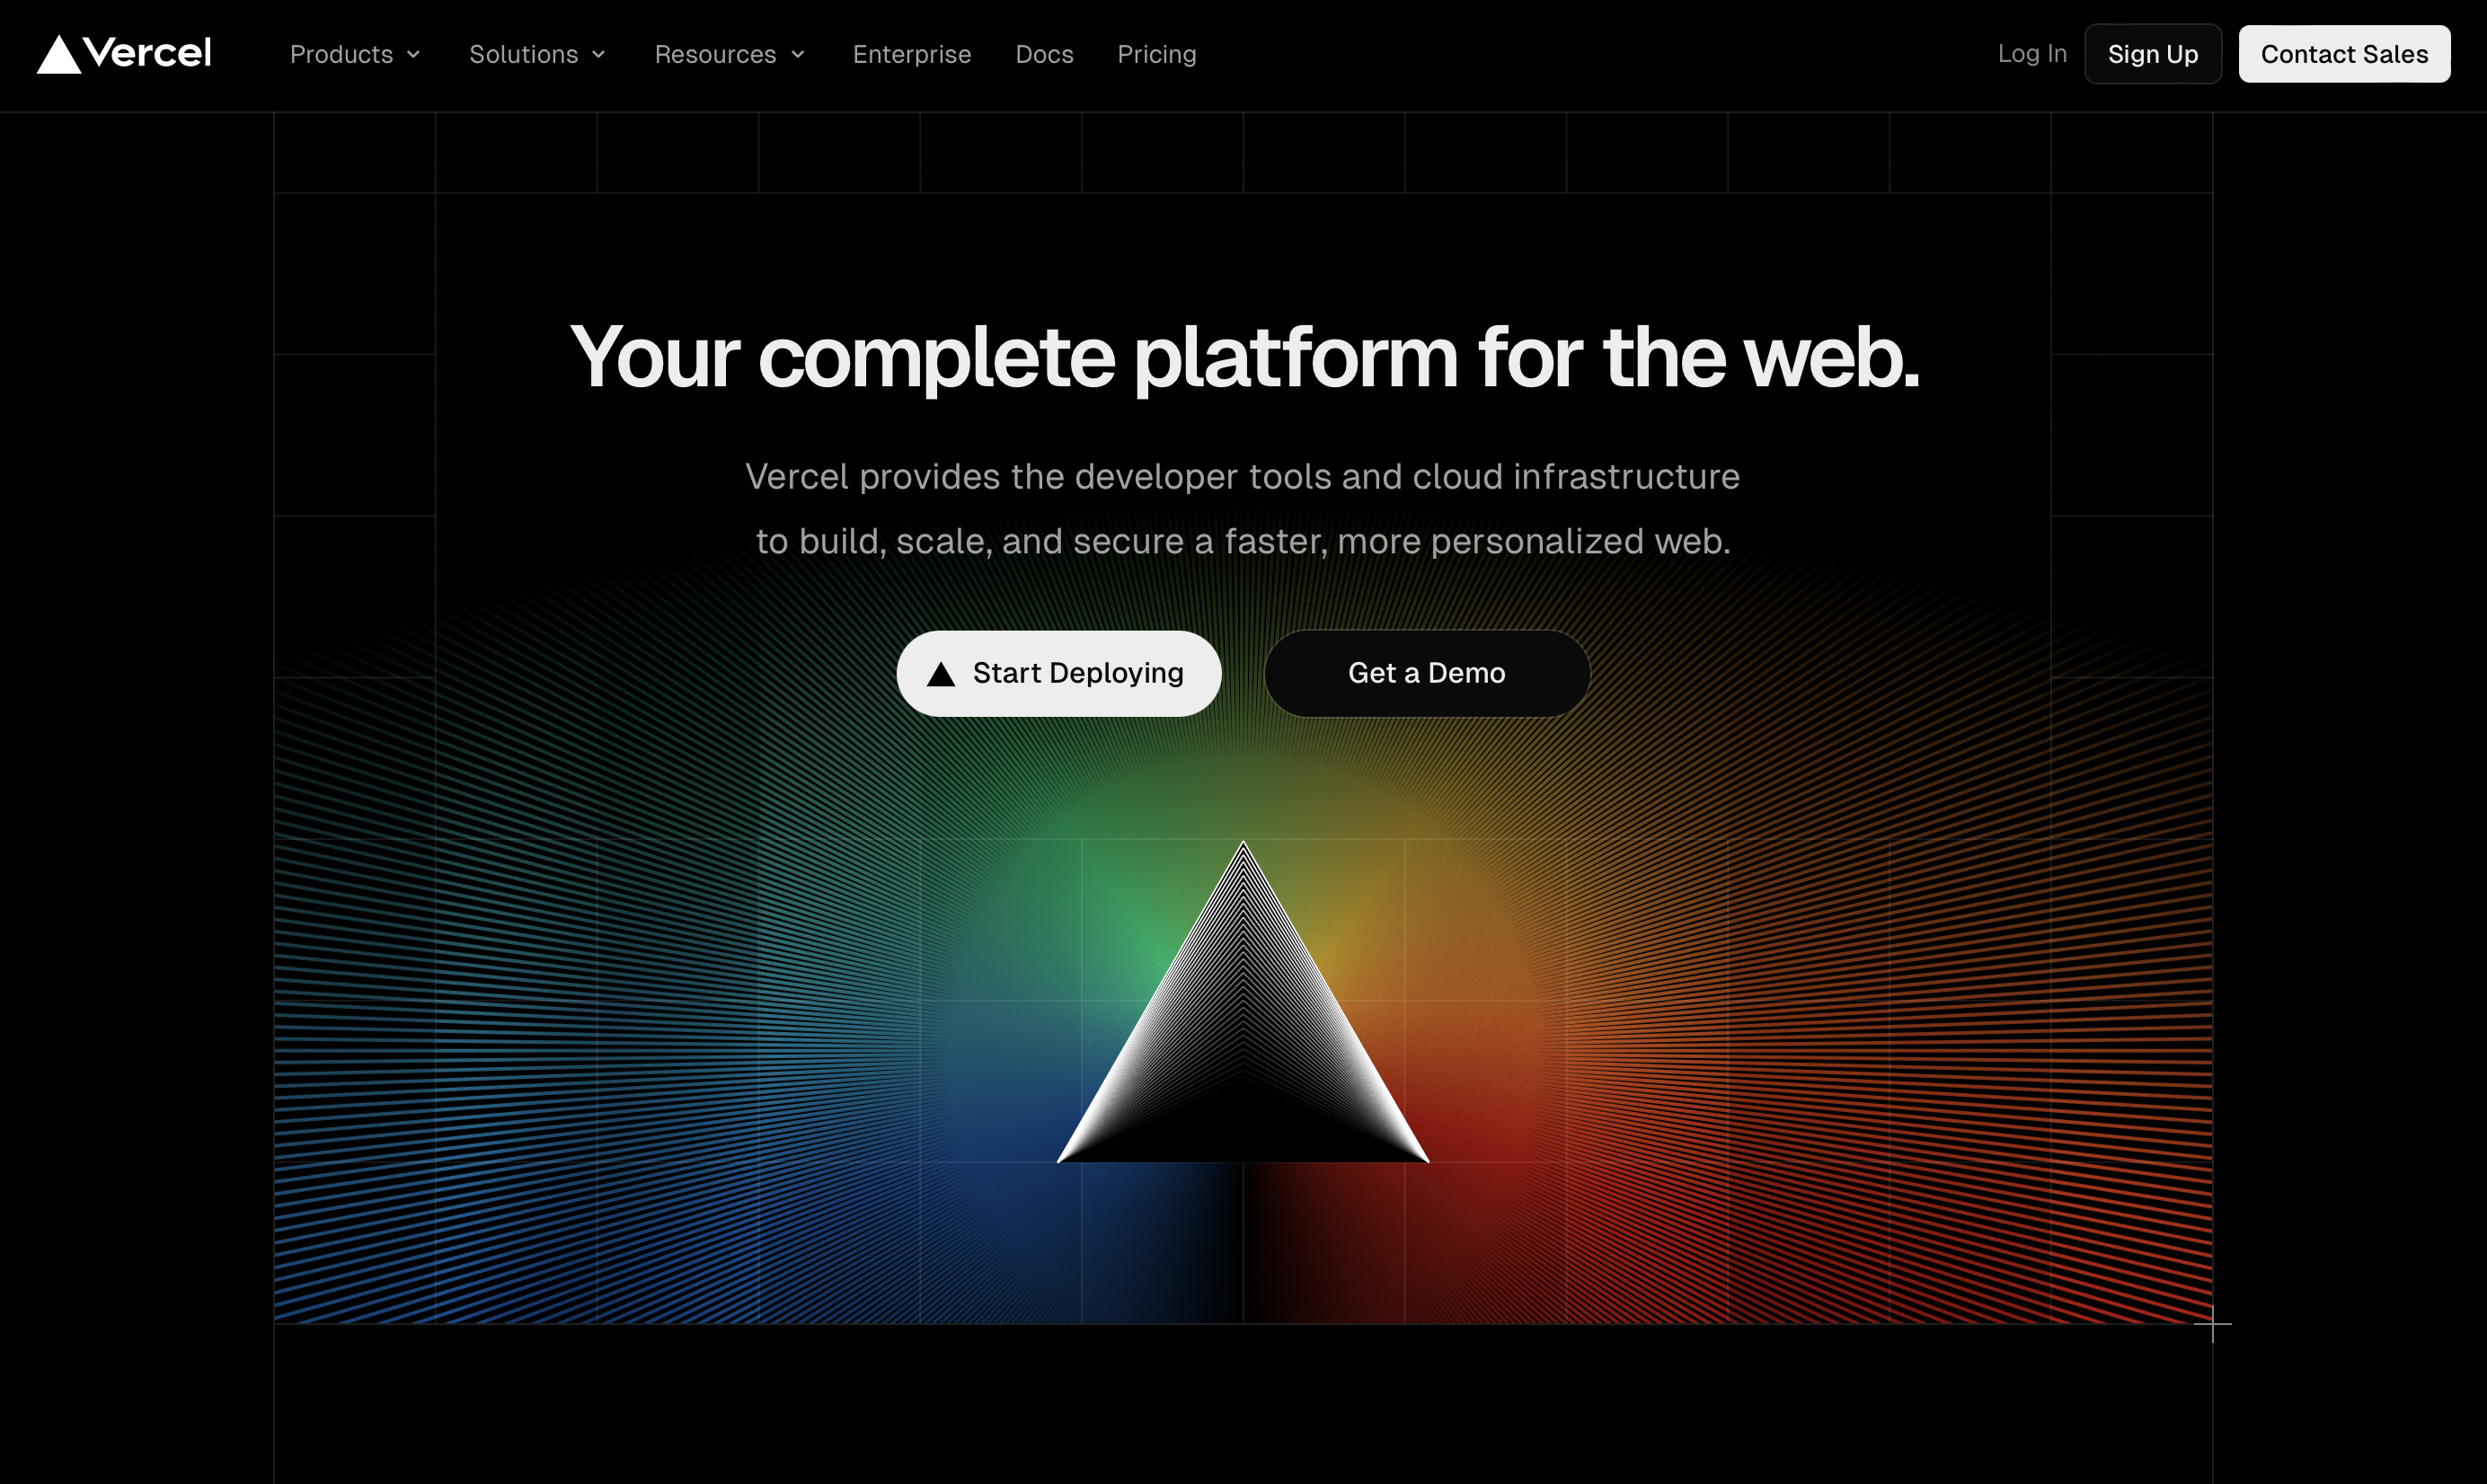 Vercel
Products
Solutions
Resources
Enterprise
Docs
Pricing
Log In
Sign Up
Contact Sales
Your complete platform for the web.
Vercel provides the developer tools and cloud infrastructure
to build, scale, and secure a faster, more personalized web.
Start Deploying
Get a Demo